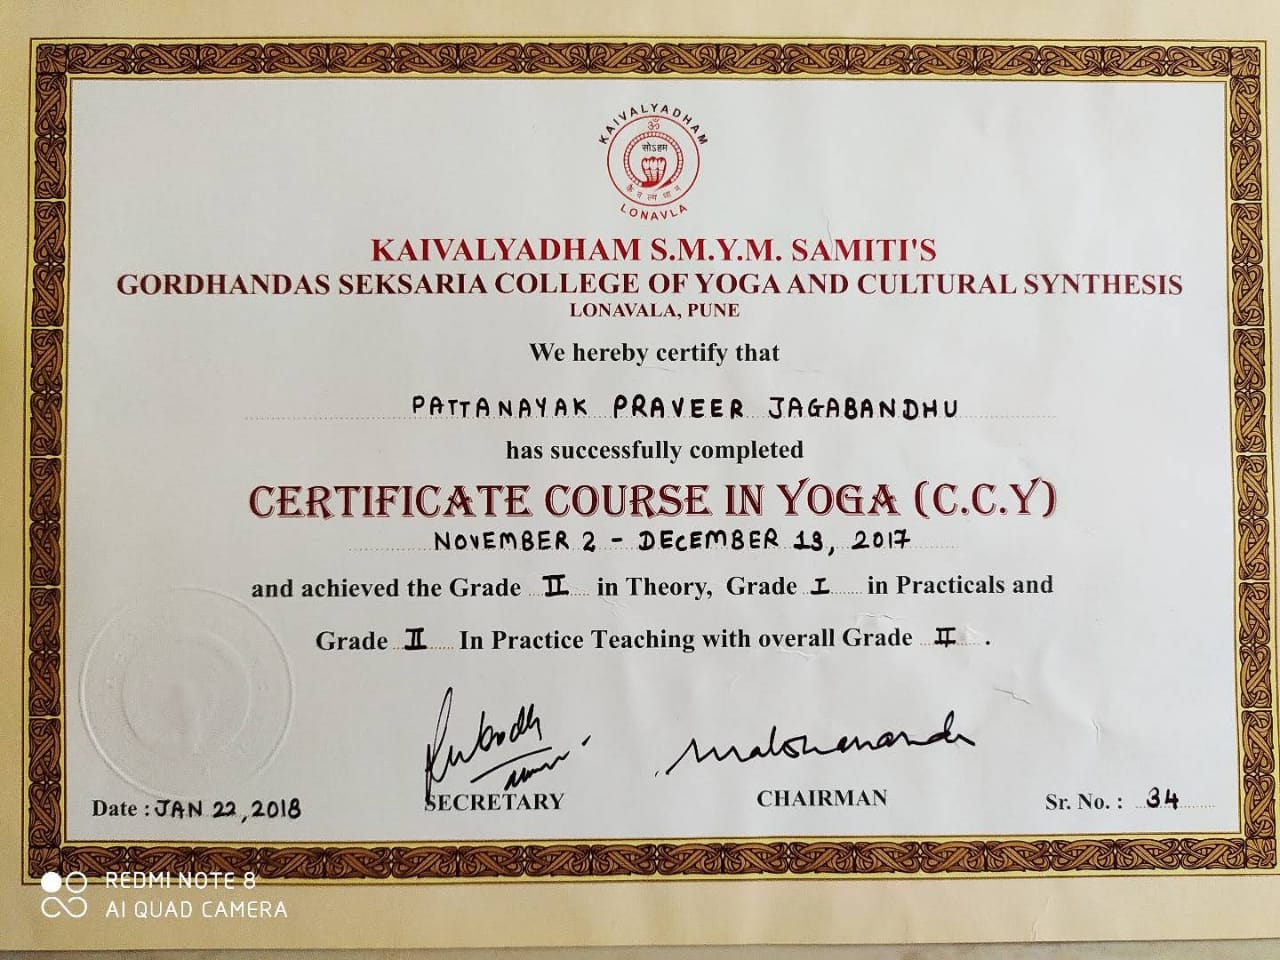 KAIVALYADHAM
ॐ
सोऽहम
कै व ल्य धा म
LONAVLA
KAIVALYADHAM S.M.Y.M. SAMITI'S
GORDHANDAS SEKSARIA COLLEGE OF YOGA AND CULTURAL SYNTHESIS
LONAVALA, PUNE
We hereby certify that
PATTANAYAK PRAVEER JAGABANDHU
has successfully completed
CERTIFICATE COURSE IN YOGA (C.C.Y)
NOVEMBER 2 - DECEMBER 13, 2017
and achieved the Grade II in Theory, Grade I in Practicals and
Grade II In Practice Teaching with overall Grade II .
SECRETARY
CHAIRMAN
Date : JAN 22, 2018
Sr. No. : 34
REDMI NOTE 8
AI QUAD CAMERA